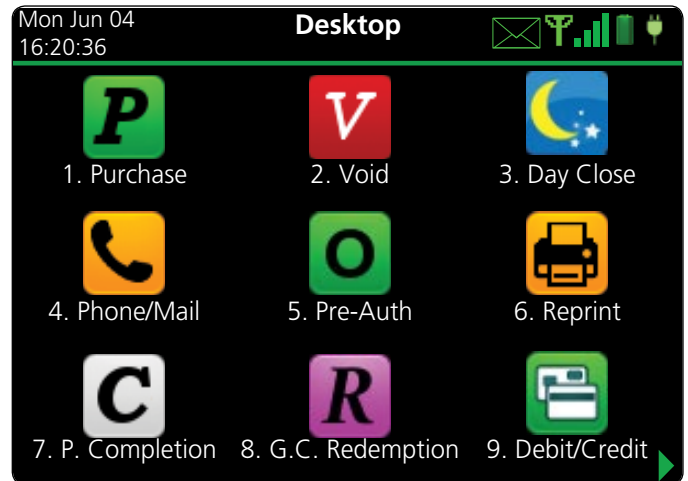 Mon Jun 04
Desktop
16:20:36
P
V
1. Purchase
2. Void
3. Day Close
O
4. Phone/Mail
5. Pre-Auth
6. Reprint
C
R
7. P. Completion
8. G.C. Redemption
9. Debit/Credit